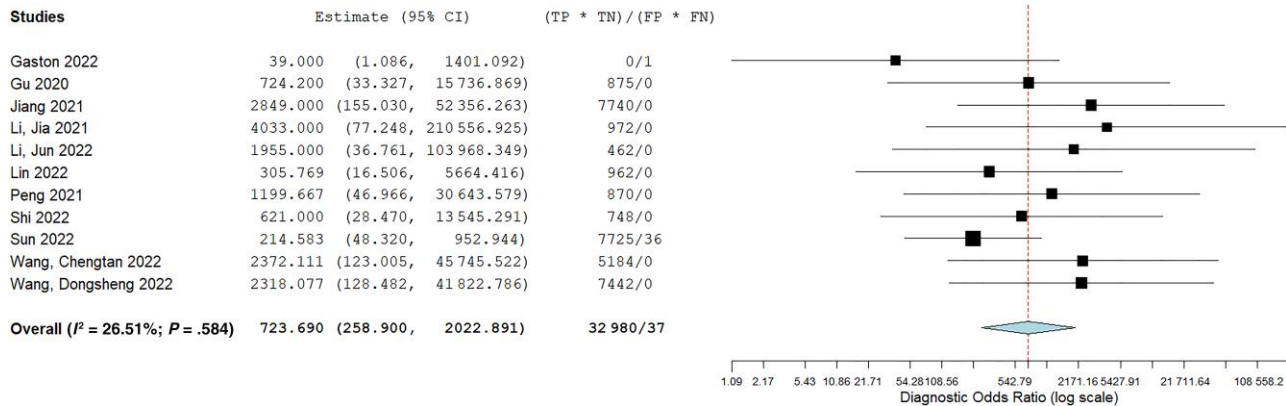 Studies Estimate (95% CI) (TP * TN)/(FP * FN)
Gaston 2022 39.000 (1.086, 1401.092) 0/1
Gu 2020 724.200 (33.327, 15 736.869) 875/0
Jiang 2021 2849.000 (155.030, 52 356.263) 7740/0
Li, Jia 2021 4033.000 (77.248, 210 556.925) 972/0
Li, Jun 2022 1955.000 (36.761, 103 968.349) 462/0
Lin 2022 305.769 (16.506, 5664.416) 962/0
Peng 2021 1199.667 (46.966, 30 643.579) 870/0
Shi 2022 621.000 (28.470, 13 545.291) 748/0
Sun 2022 214.583 (48.320, 952.944) 7725/36
Wang, Chengtan 2022 2372.111 (123.005, 45 745.522) 5184/0
Wang, Dongsheng 2022 2318.077 (128.482, 41 822.786) 7442/0
Overall (I² = 26.51%; P = .584) 723.690 (258.900, 2022.891) 32 980/37
1.09 2.17 5.43 10.86 21.71 54.28 108.56 542.79 2171.16 5427.91 21 711.64 108 558.2
Diagnostic Odds Ratio (log scale)